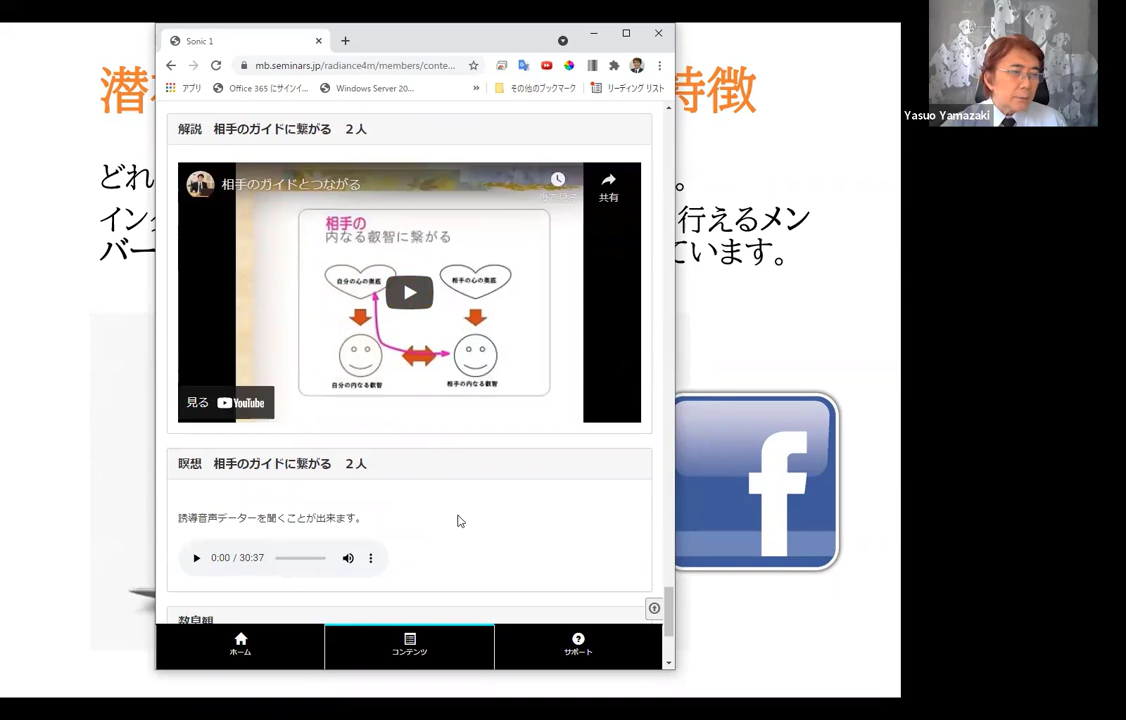 Sonic 1
mb.seminars.jp/radiance4m/members/conte...
アプリ
Office 365 にサインイ...
Windows Server 20...
»
その他のブックマーク
リーディング リスト
特徴
どれ
。
イン
行えるメン
バー
ています。
解説 相手のガイドに繋がる 2人
相手のガイドとつながる
共有
相手の
内なる叡智に繋がる
自分の心の奥底
相手の心の奥底
自分の内なる叡智
相手の内なる叡智
見る YouTube
瞑想 相手のガイドに繋がる 2人
誘導音声データーを聞くことが出来ます。
0:00 / 30:37
ホーム
コンテンツ
サポート
f
Yasuo Yamazaki